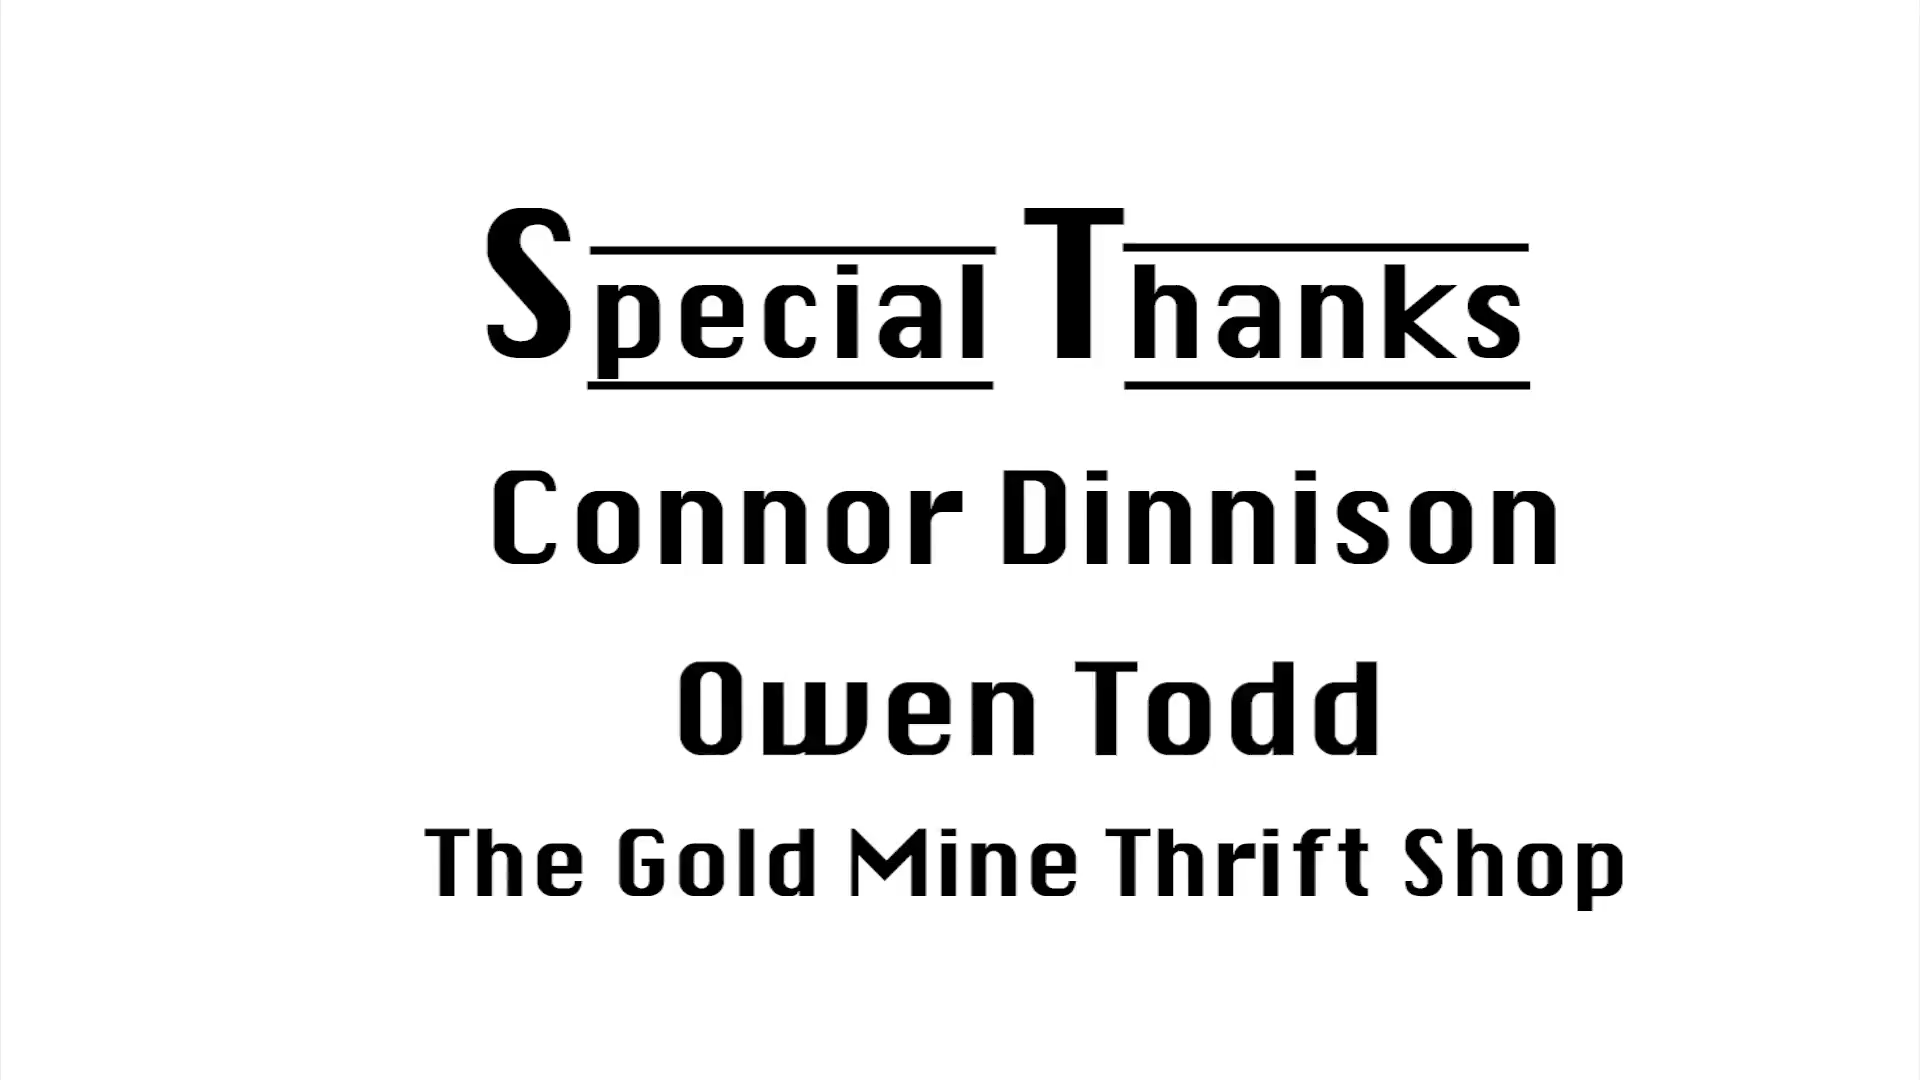 Special Thanks
Connor Dinnison
Owen Todd
The Gold Mine Thrift Shop